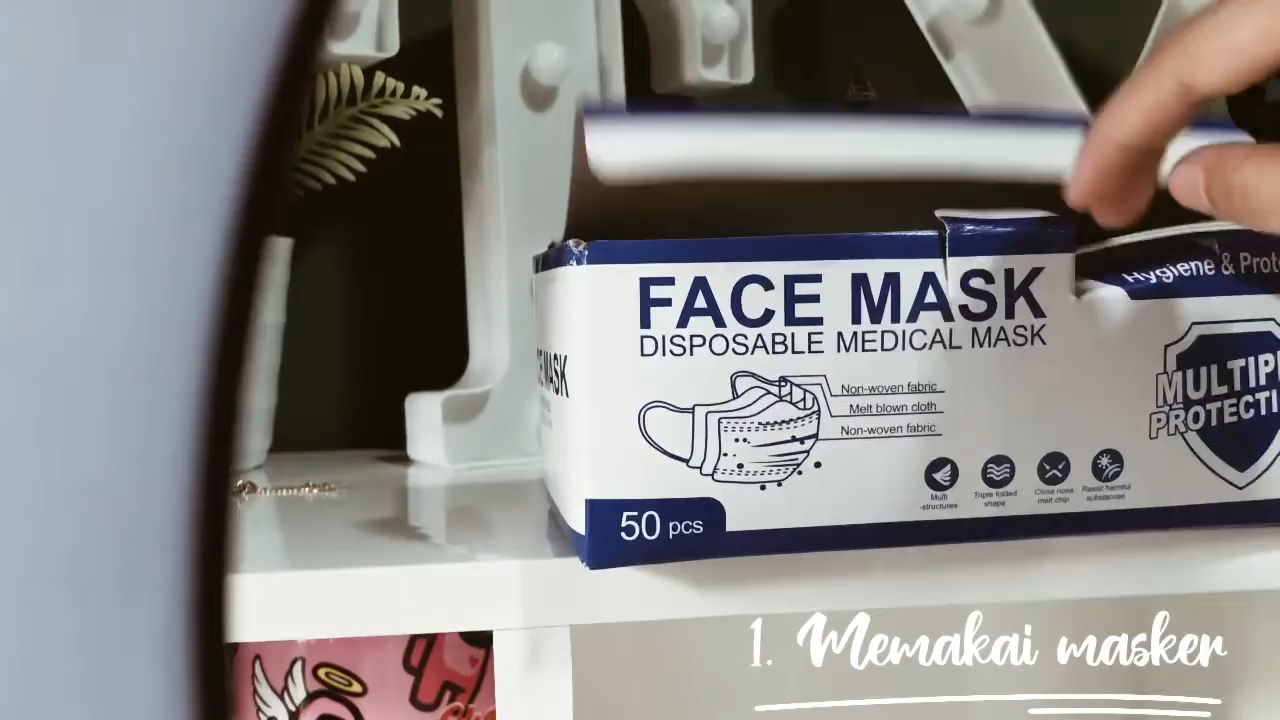 Hygiene & Prote
FACE MASK
DISPOSABLE MEDICAL MASK
CE MASK
Non-woven fabric
Melt blown cloth
Non-woven fabric
MULTIPL
PROTECTI
Multi
-structures
Triple folded
shape
Close nose
melt chip
Resist harmful
substances
50 pcs
1. Memakai masker